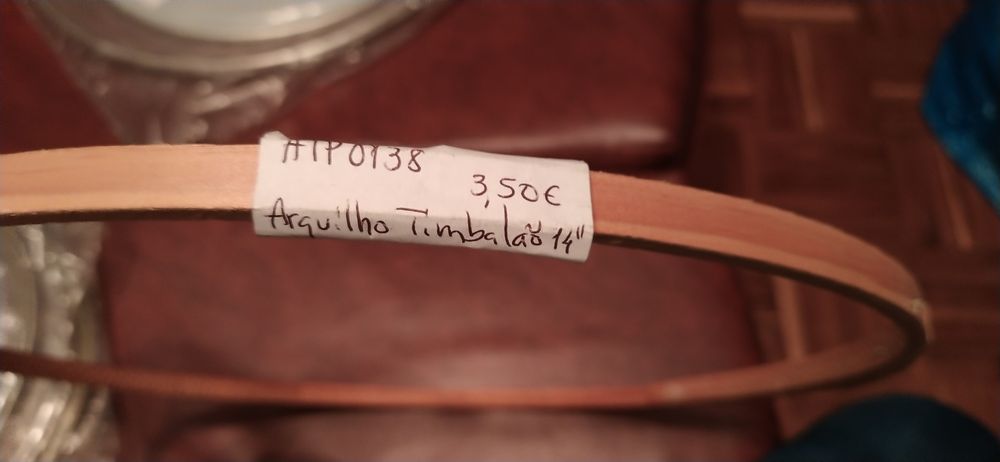 ATP0138
3,50€
Arquilho Timbalão 14"